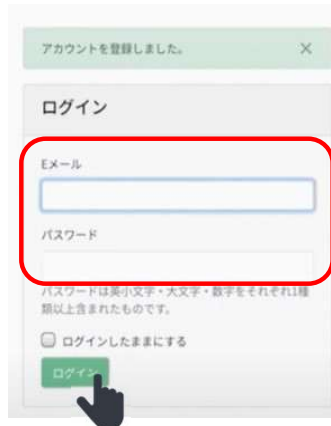 アカウントを登録しました。 ×
ログイン
Eメール
パスワード
パスワードは英小文字・大文字・数字をそれぞれ1種
類以上含まれたものです。
ログインしたままにする
ログイン